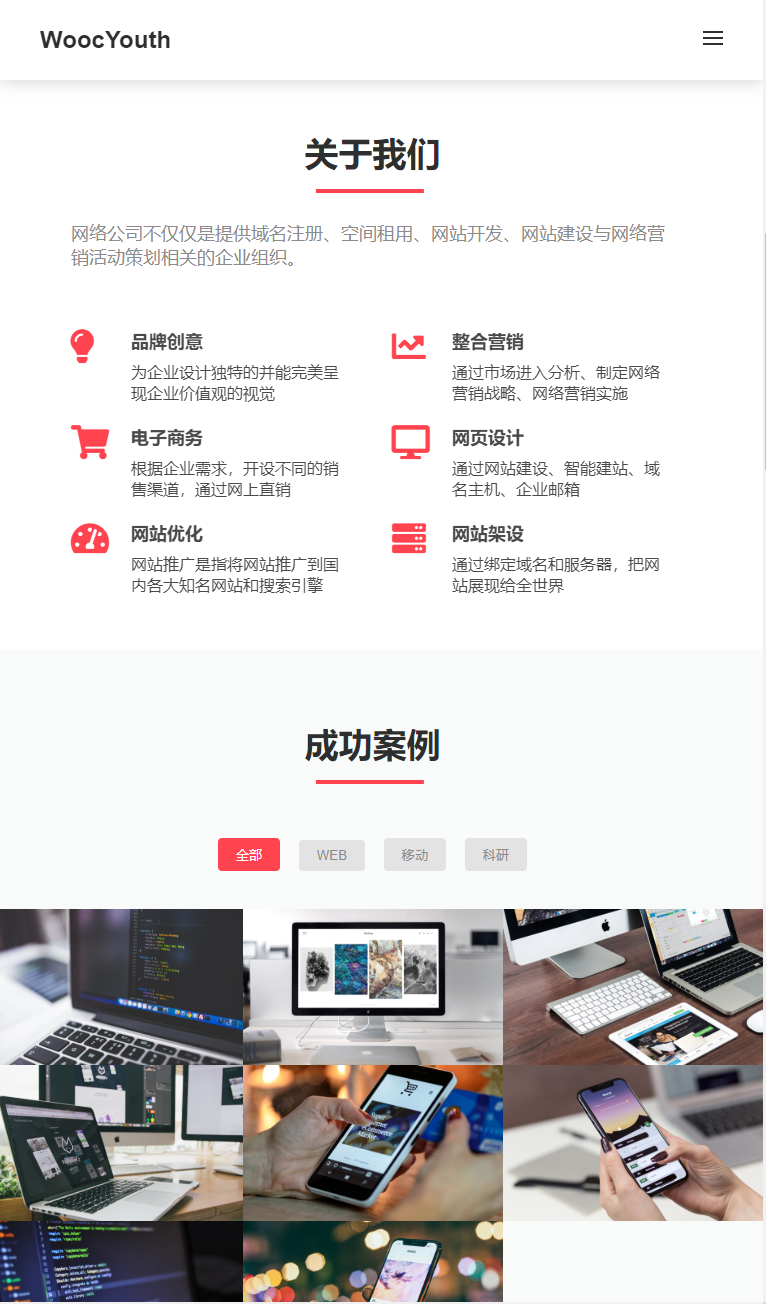 WoocYouth
关于我们
网络公司不仅仅是提供域名注册、空间租用、网站开发、网站建设与网络营
销活动策划相关的企业组织。
品牌创意
为企业设计独特的并能完美呈
现企业价值观的视觉
整合营销
通过市场进入分析、制定网络
营销战略、网络营销实施
电子商务
根据企业需求，开设不同的销
售渠道，通过网上直销
网页设计
通过网站建设、智能建站、域
名主机、企业邮箱
网站优化
网站推广是指将网站推广到国
内各大知名网站和搜索引擎
网站架设
通过绑定域名和服务器，把网
站展现给全世界
成功案例
全部
WEB
移动
科研
Super
Market